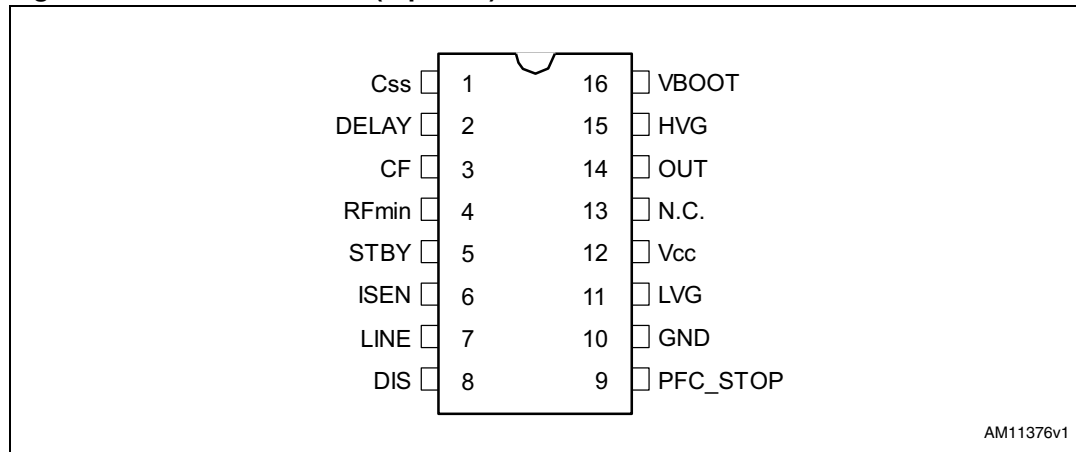 Css 1 16 VBOOT
DELAY 2 15 HVG
CF 3 14 OUT
RFmin 4 13 N.C.
STBY 5 12 Vcc
ISEN 6 11 LVG
LINE 7 10 GND
DIS 8 9 PFC_STOP
AM11376v1